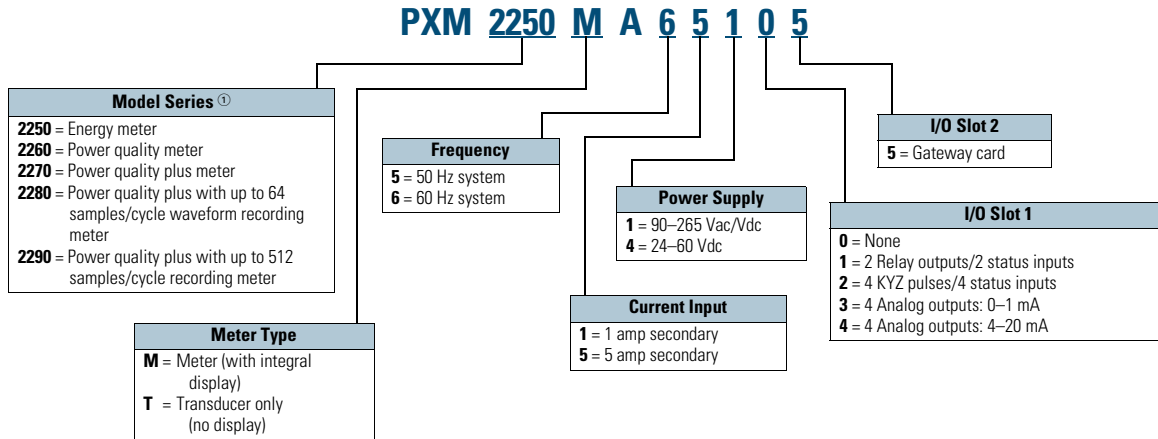 PXM 2250 M A 6 5 1 0 5
Model Series ①
2250 = Energy meter
2260 = Power quality meter
2270 = Power quality plus meter
2280 = Power quality plus with up to 64
samples/cycle waveform recording
meter
2290 = Power quality plus with up to 512
samples/cycle recording meter
Meter Type
M = Meter (with integral
display)
T = Transducer only
(no display)
Frequency
5 = 50 Hz system
6 = 60 Hz system
Current Input
1 = 1 amp secondary
5 = 5 amp secondary
Power Supply
1 = 90–265 Vac/Vdc
4 = 24–60 Vdc
I/O Slot 1
0 = None
1 = 2 Relay outputs/2 status inputs
2 = 4 KYZ pulses/4 status inputs
3 = 4 Analog outputs: 0–1 mA
4 = 4 Analog outputs: 4–20 mA
I/O Slot 2
5 = Gateway card